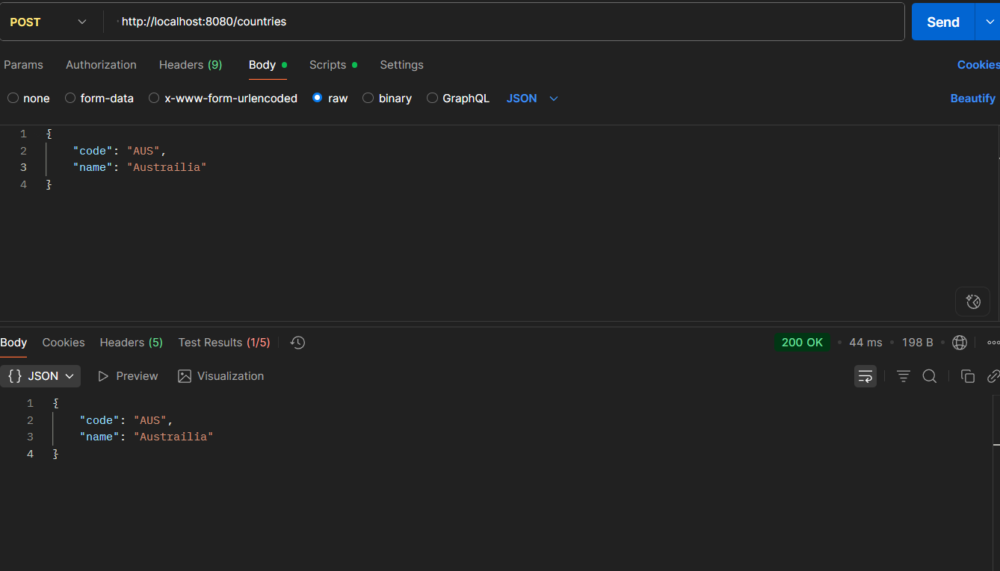 POST http://localhost:8080/countries Send
Params Authorization Headers (9) Body Scripts Settings Cookies
none form-data x-www-form-urlencoded raw binary GraphQL JSON Beautify
1 {
2 "code": "AUS",
3 "name": "Austrailia"
4 }
Body Cookies Headers (5) Test Results (1/5) 200 OK • 44 ms • 198 B
{} JSON Preview Visualization
1 {
2 "code": "AUS",
3 "name": "Austrailia"
4 }